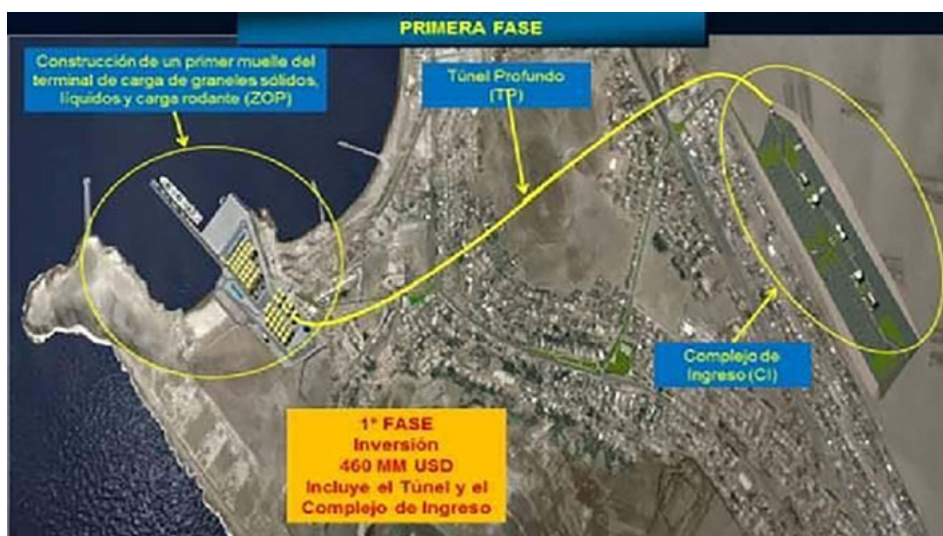 PRIMERA FASE
Construcción de un primer muelle del
terminal de carga de graneles sólidos,
líquidos y carga rodante (ZOP)
Túnel Profundo
(TP)
Complejo de
Ingreso (CI)
1° FASE
Inversión
460 MM USD
Incluye el Túnel y el
Complejo de Ingreso